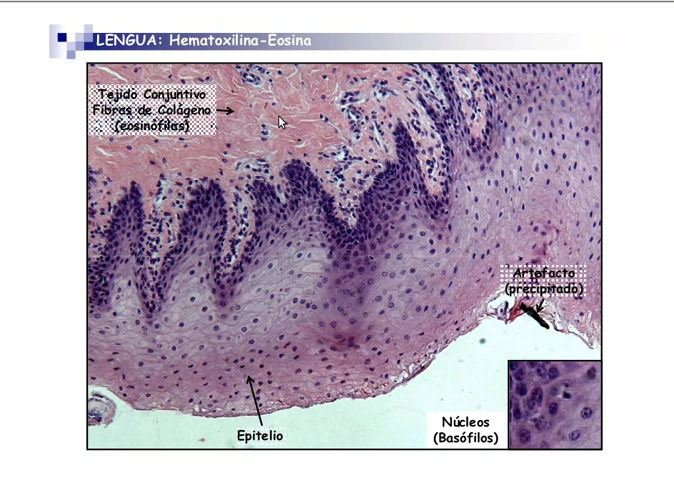 LENGUA: Hematoxilina-Eosina
Tejido Conjuntivo
Fibras de Colágeno
(eosinófilas)
Artefacto
(precipitado)
Núcleos
(Basófilos)
Epitelio